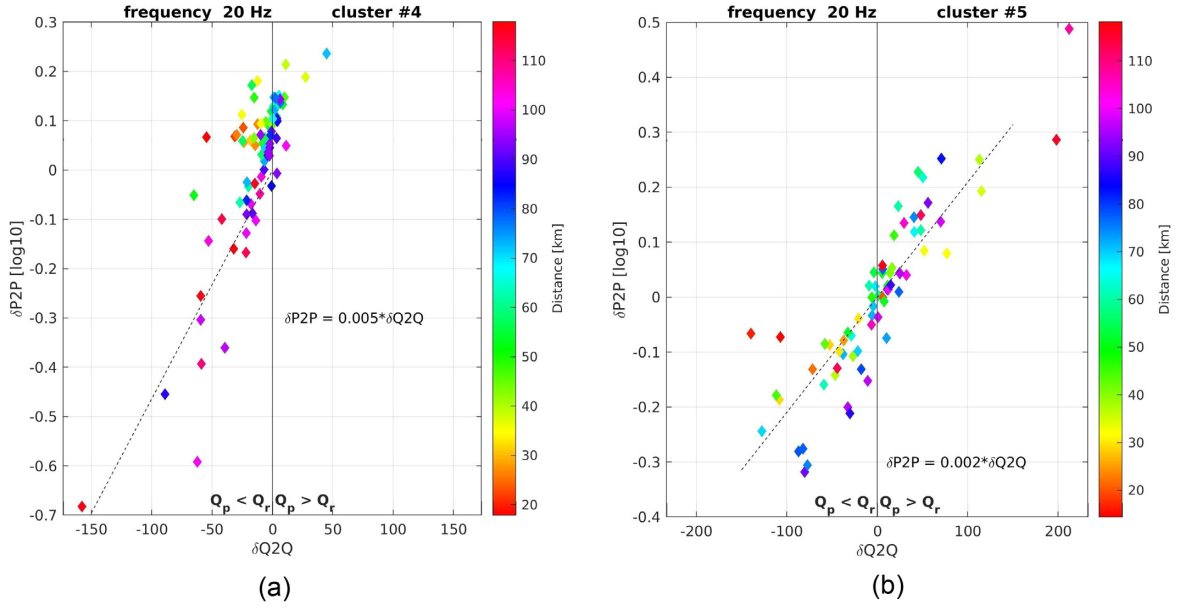 frequency 20 Hz cluster #4
0.3
0.2
0.1
0
-0.1
-0.2
-0.3
-0.4
-0.5
-0.6
-0.7
δP2P [log10]
δP2P = 0.005*δQ2Q
Qp < Qr Qp > Qr
-150 -100 -50 0 50 100 150
δQ2Q
110
100
90
80
70
60
50
40
30
20
Distance [km]
(a)
frequency 20 Hz cluster #5
0.5
0.4
0.3
0.2
0.1
0
-0.1
-0.2
-0.3
-0.4
δP2P [log10]
δP2P = 0.002*δQ2Q
Qp < Qr Qp > Qr
-200 -100 0 100 200
δQ2Q
110
100
90
80
70
60
50
40
30
20
Distance [km]
(b)